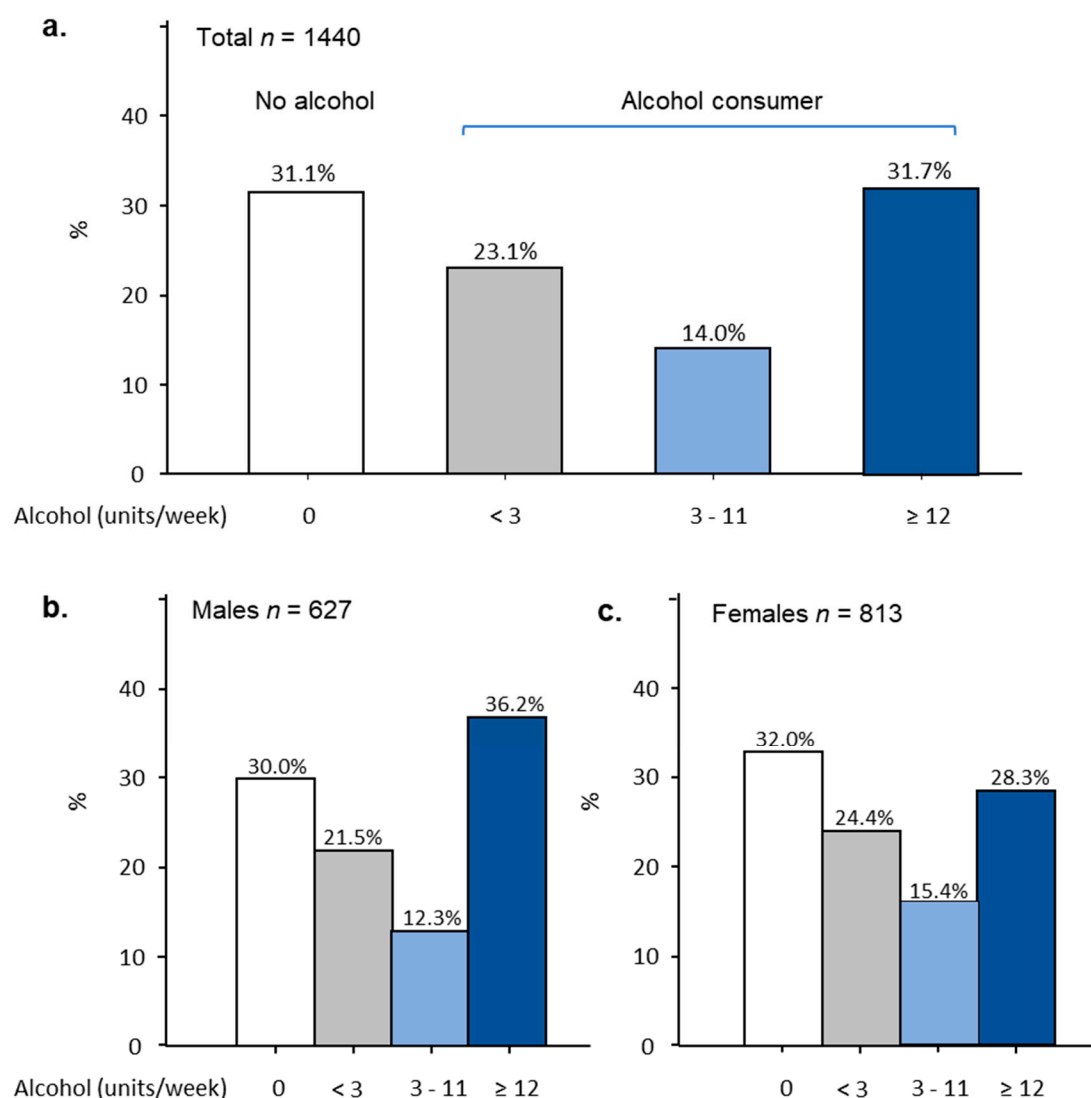 a.
Total n = 1440
No alcohol
Alcohol consumer
40
31.1%
31.7%
30
%
23.1%
20
14.0%
10
0
Alcohol (units/week) 0 < 3 3 - 11 ≥ 12
b.
Males n = 627
40
36.2%
30.0%
30
%
21.5%
20
12.3%
10
0
Alcohol (units/week) 0 < 3 3 - 11 ≥ 12
c.
Females n = 813
40
32.0%
30
28.3%
%
24.4%
20
15.4%
10
0
0 < 3 3 - 11 ≥ 12